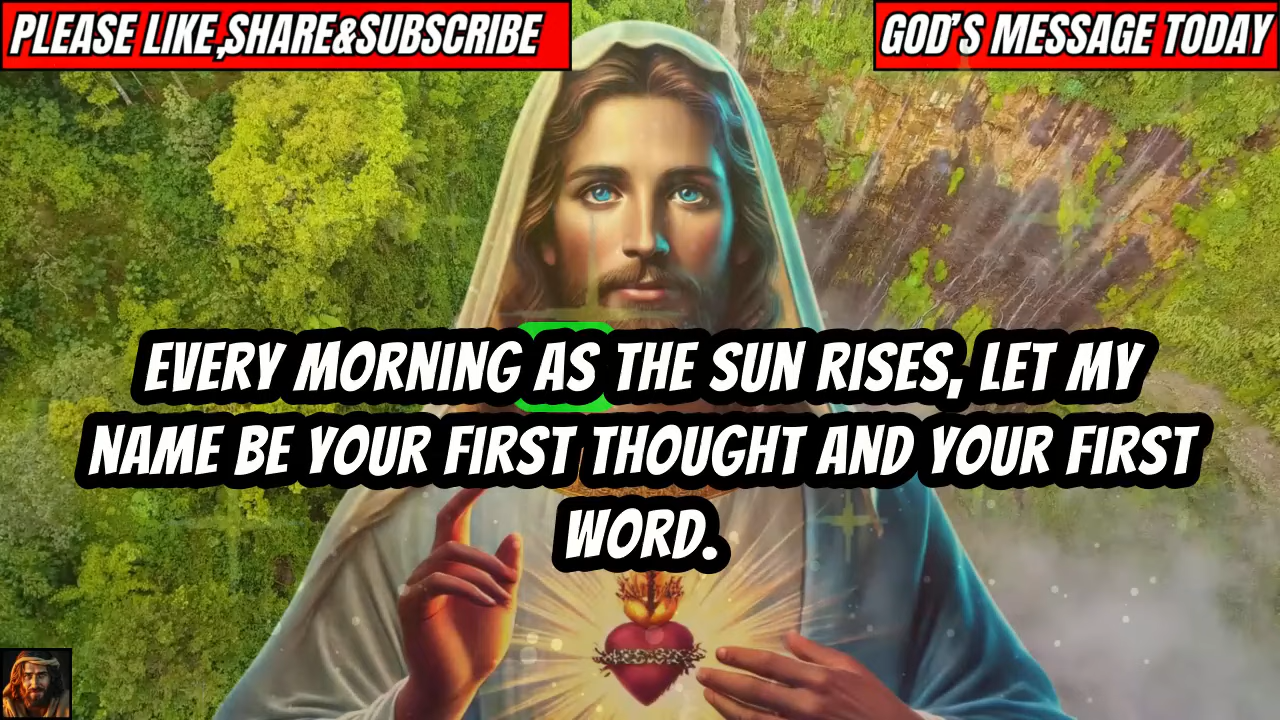 PLEASE LIKE,SHARE&SUBSCRIBE
GOD'S MESSAGE TODAY
EVERY MORNING AS THE SUN RISES, LET MY
NAME BE YOUR FIRST THOUGHT AND YOUR FIRST
WORD.